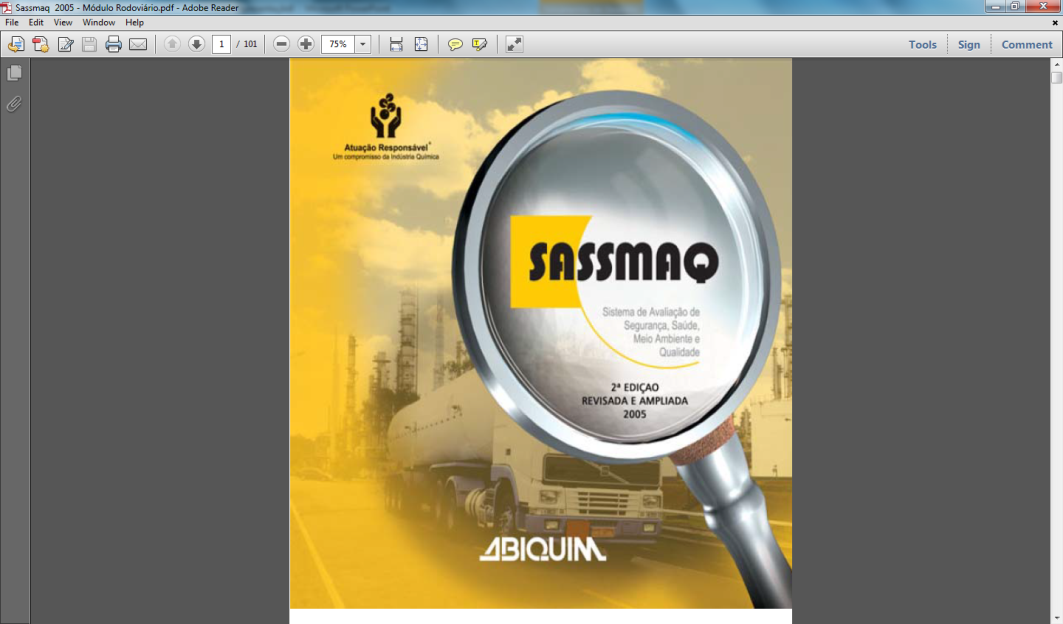 Sassmaq 2005 - Módulo Rodoviário.pdf - Adobe Reader
File Edit View Window Help
1 / 101 75% Tools Sign Comment
Atuação Responsável
Um compromisso da Indústria Química
SASSMAQ
Sistema de Avaliação de
Segurança, Saúde,
Meio Ambiente e
Qualidade
2ª EDIÇAO
REVISADA E AMPLIADA
2005
ABIQUIM